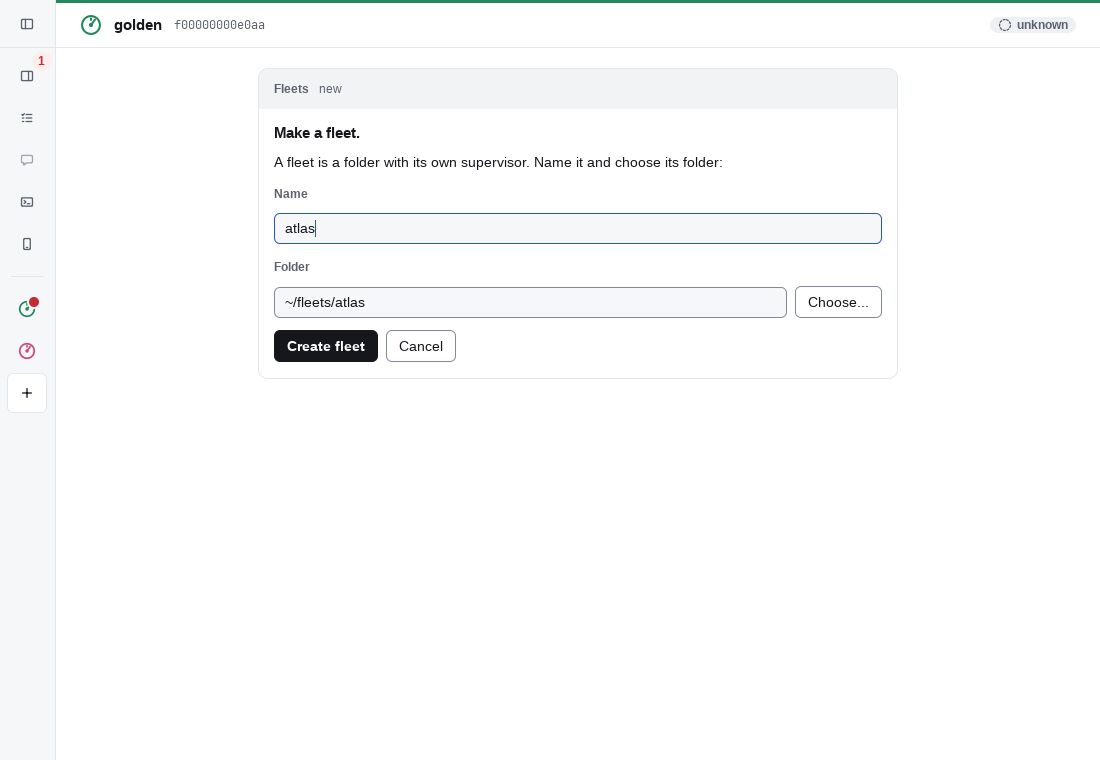 golden f00000000e0aa
unknown
1
Fleets new
Make a fleet.
A fleet is a folder with its own supervisor. Name it and choose its folder:
Name
atlas
Folder
~/fleets/atlas
Choose...
Create fleet
Cancel